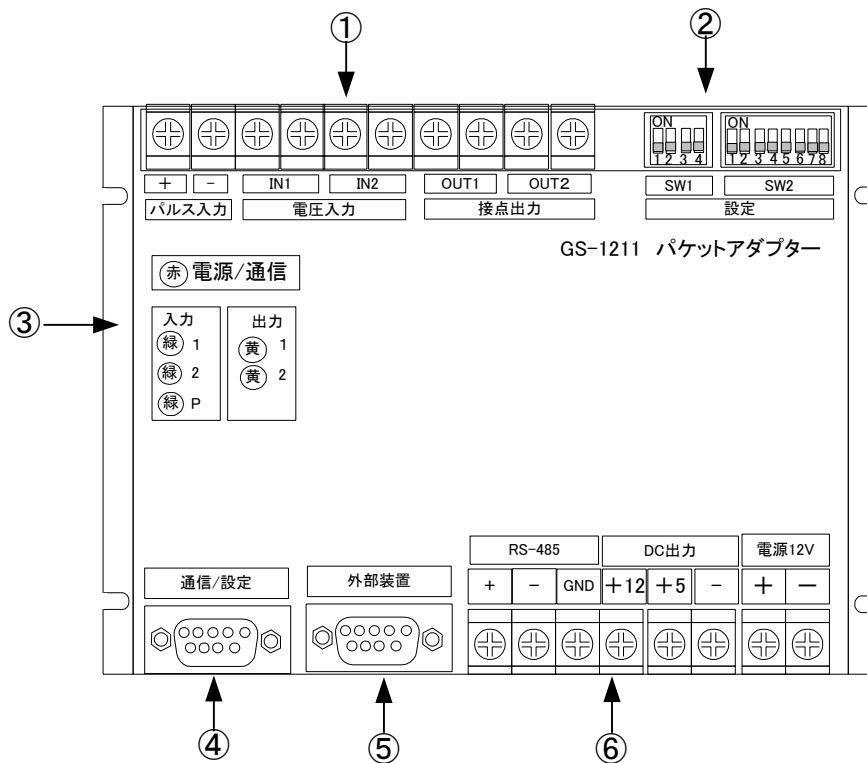 ① ②
ON ON
1 2 3 4 1 2 3 4 5 6 7 8
+ - IN1 IN2 OUT1 OUT2 SW1 SW2
パルス入力 電圧入力 接点出力 設定
GS-1211 パケットアダプター
赤 電源/通信
③
入力 出力
緑 1 黄 1
緑 2 黄 2
緑 P
RS-485 DC出力 電源12V
通信/設定 外部装置
+ - GND +12 +5 - + -
④ ⑤ ⑥